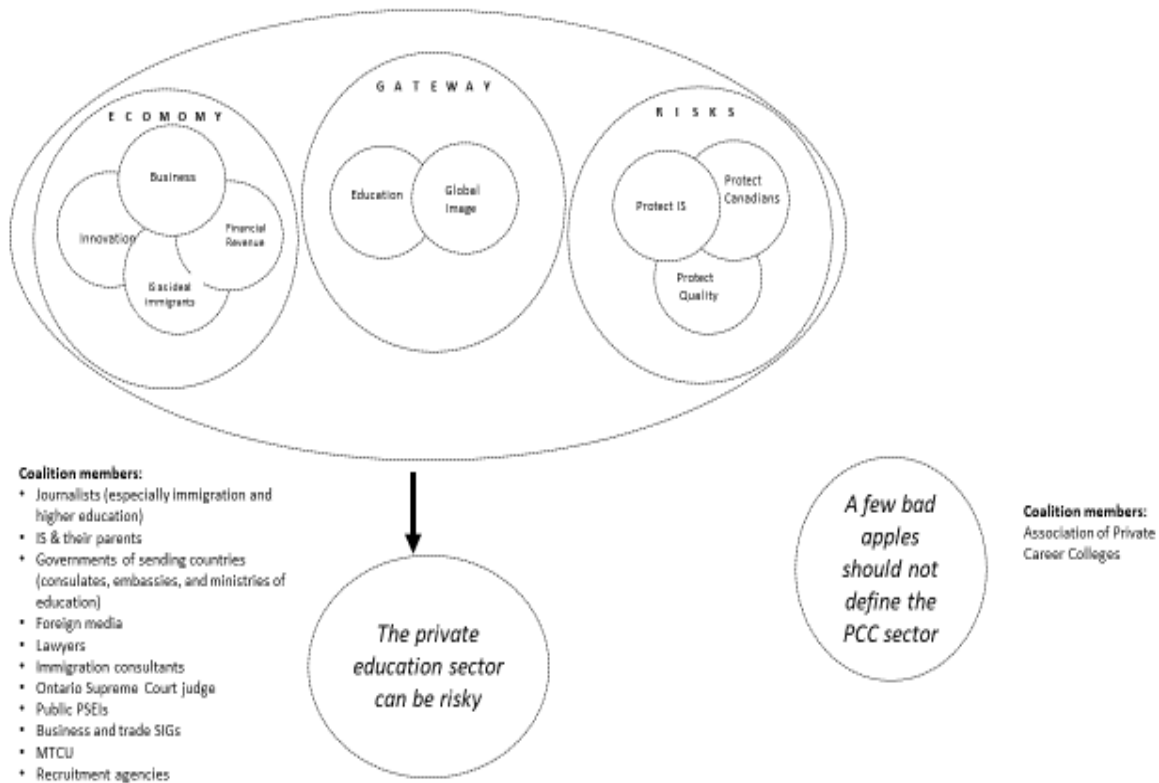 G A T E W A Y
E C O M O M Y
R I S K S
Business
Innovation
Financial
Revenue
IS as ideal
immigrants
Education
Global
Image
Protect IS
Protect
Canadians
Protect
Quality
Coalition members:
• Journalists (especially immigration and
higher education)
• IS & their parents
• Governments of sending countries
(consulates, embassies, and ministries of
education)
• Foreign media
• Lawyers
• Immigration consultants
• Ontario Supreme Court judge
• Public PSEIs
• Business and trade SIGs
• MTCU
• Recruitment agencies
The private
education sector
can be risky
A few bad
apples
should not
define the
PCC sector
Coalition members:
Association of Private
Career Colleges